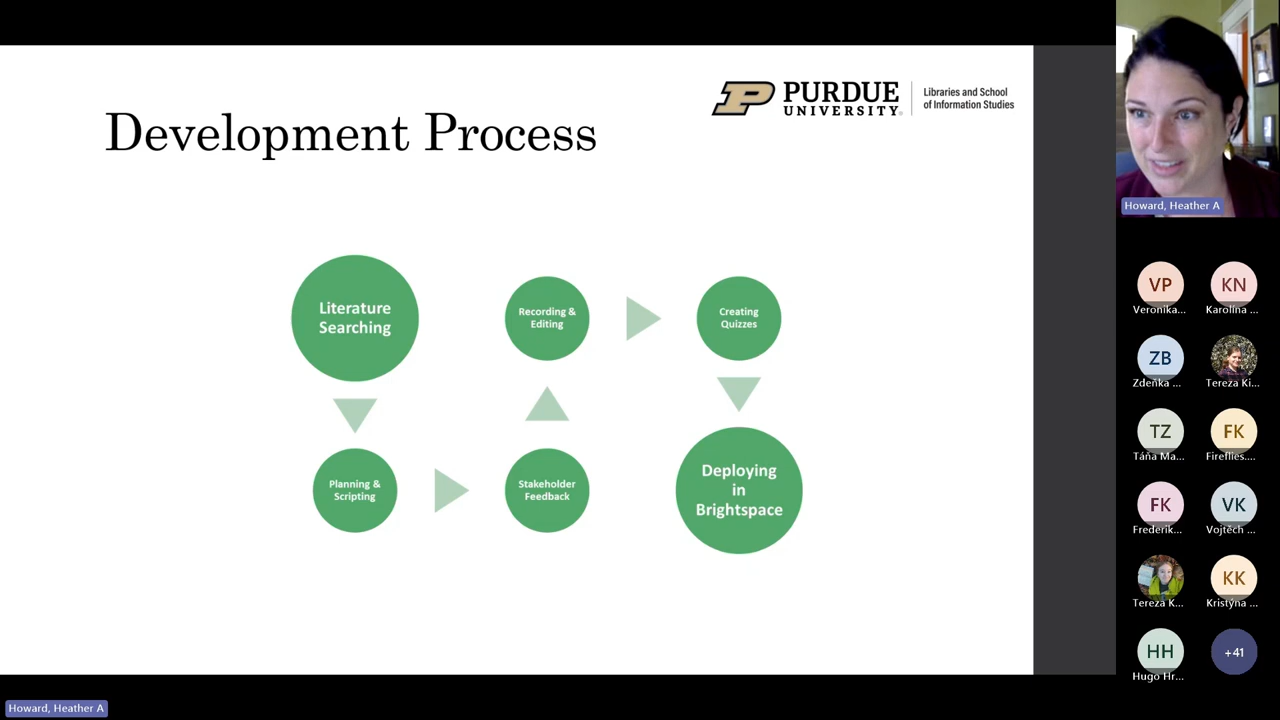 Development Process
PURDUE
UNIVERSITY®
Libraries and School
of Information Studies
Literature
Searching
Planning &
Scripting
Stakeholder
Feedback
Recording &
Editing
Creating
Quizzes
Deploying
in
Brightspace
Howard, Heather A
VP
Veronika...
KN
Karolína ...
ZB
Zdeňka ...
Tereza Ki...
TZ
Táňa Ma...
FK
Fireflies....
FK
Frederik...
VK
Vojtěch ...
Tereza K...
KK
Kristýna ...
HH
Hugo Hr...
+41
Howard, Heather A